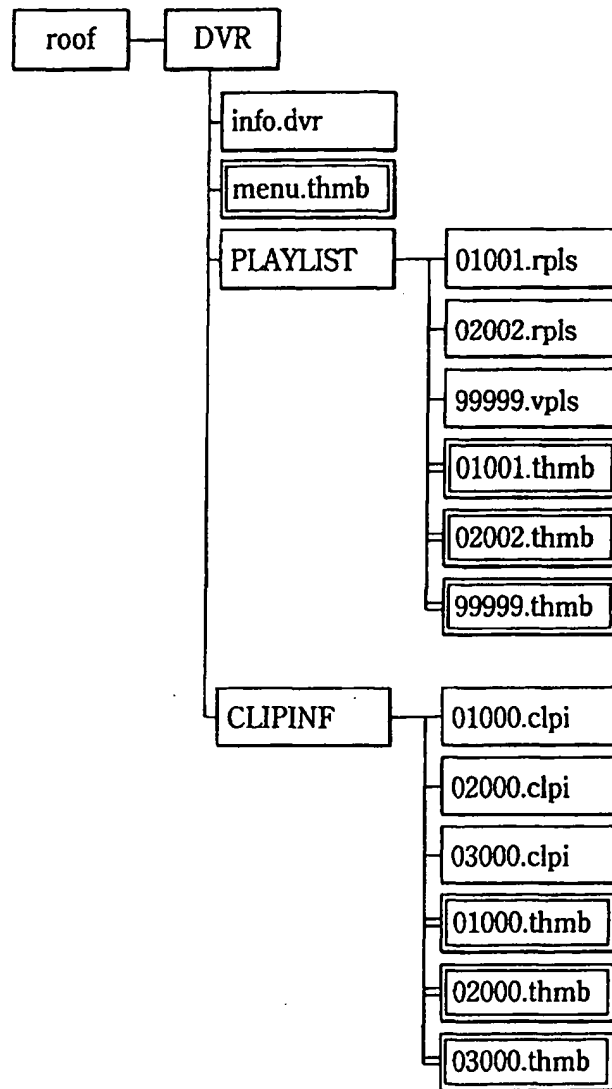 roof DVR
info.dvr
menu.thmb
PLAYLIST
01001.rpls
02002.rpls
99999.vpls
01001.thmb
02002.thmb
99999.thmb
CLIPINF
01000.clpi
02000.clpi
03000.clpi
01000.thmb
02000.thmb
03000.thmb